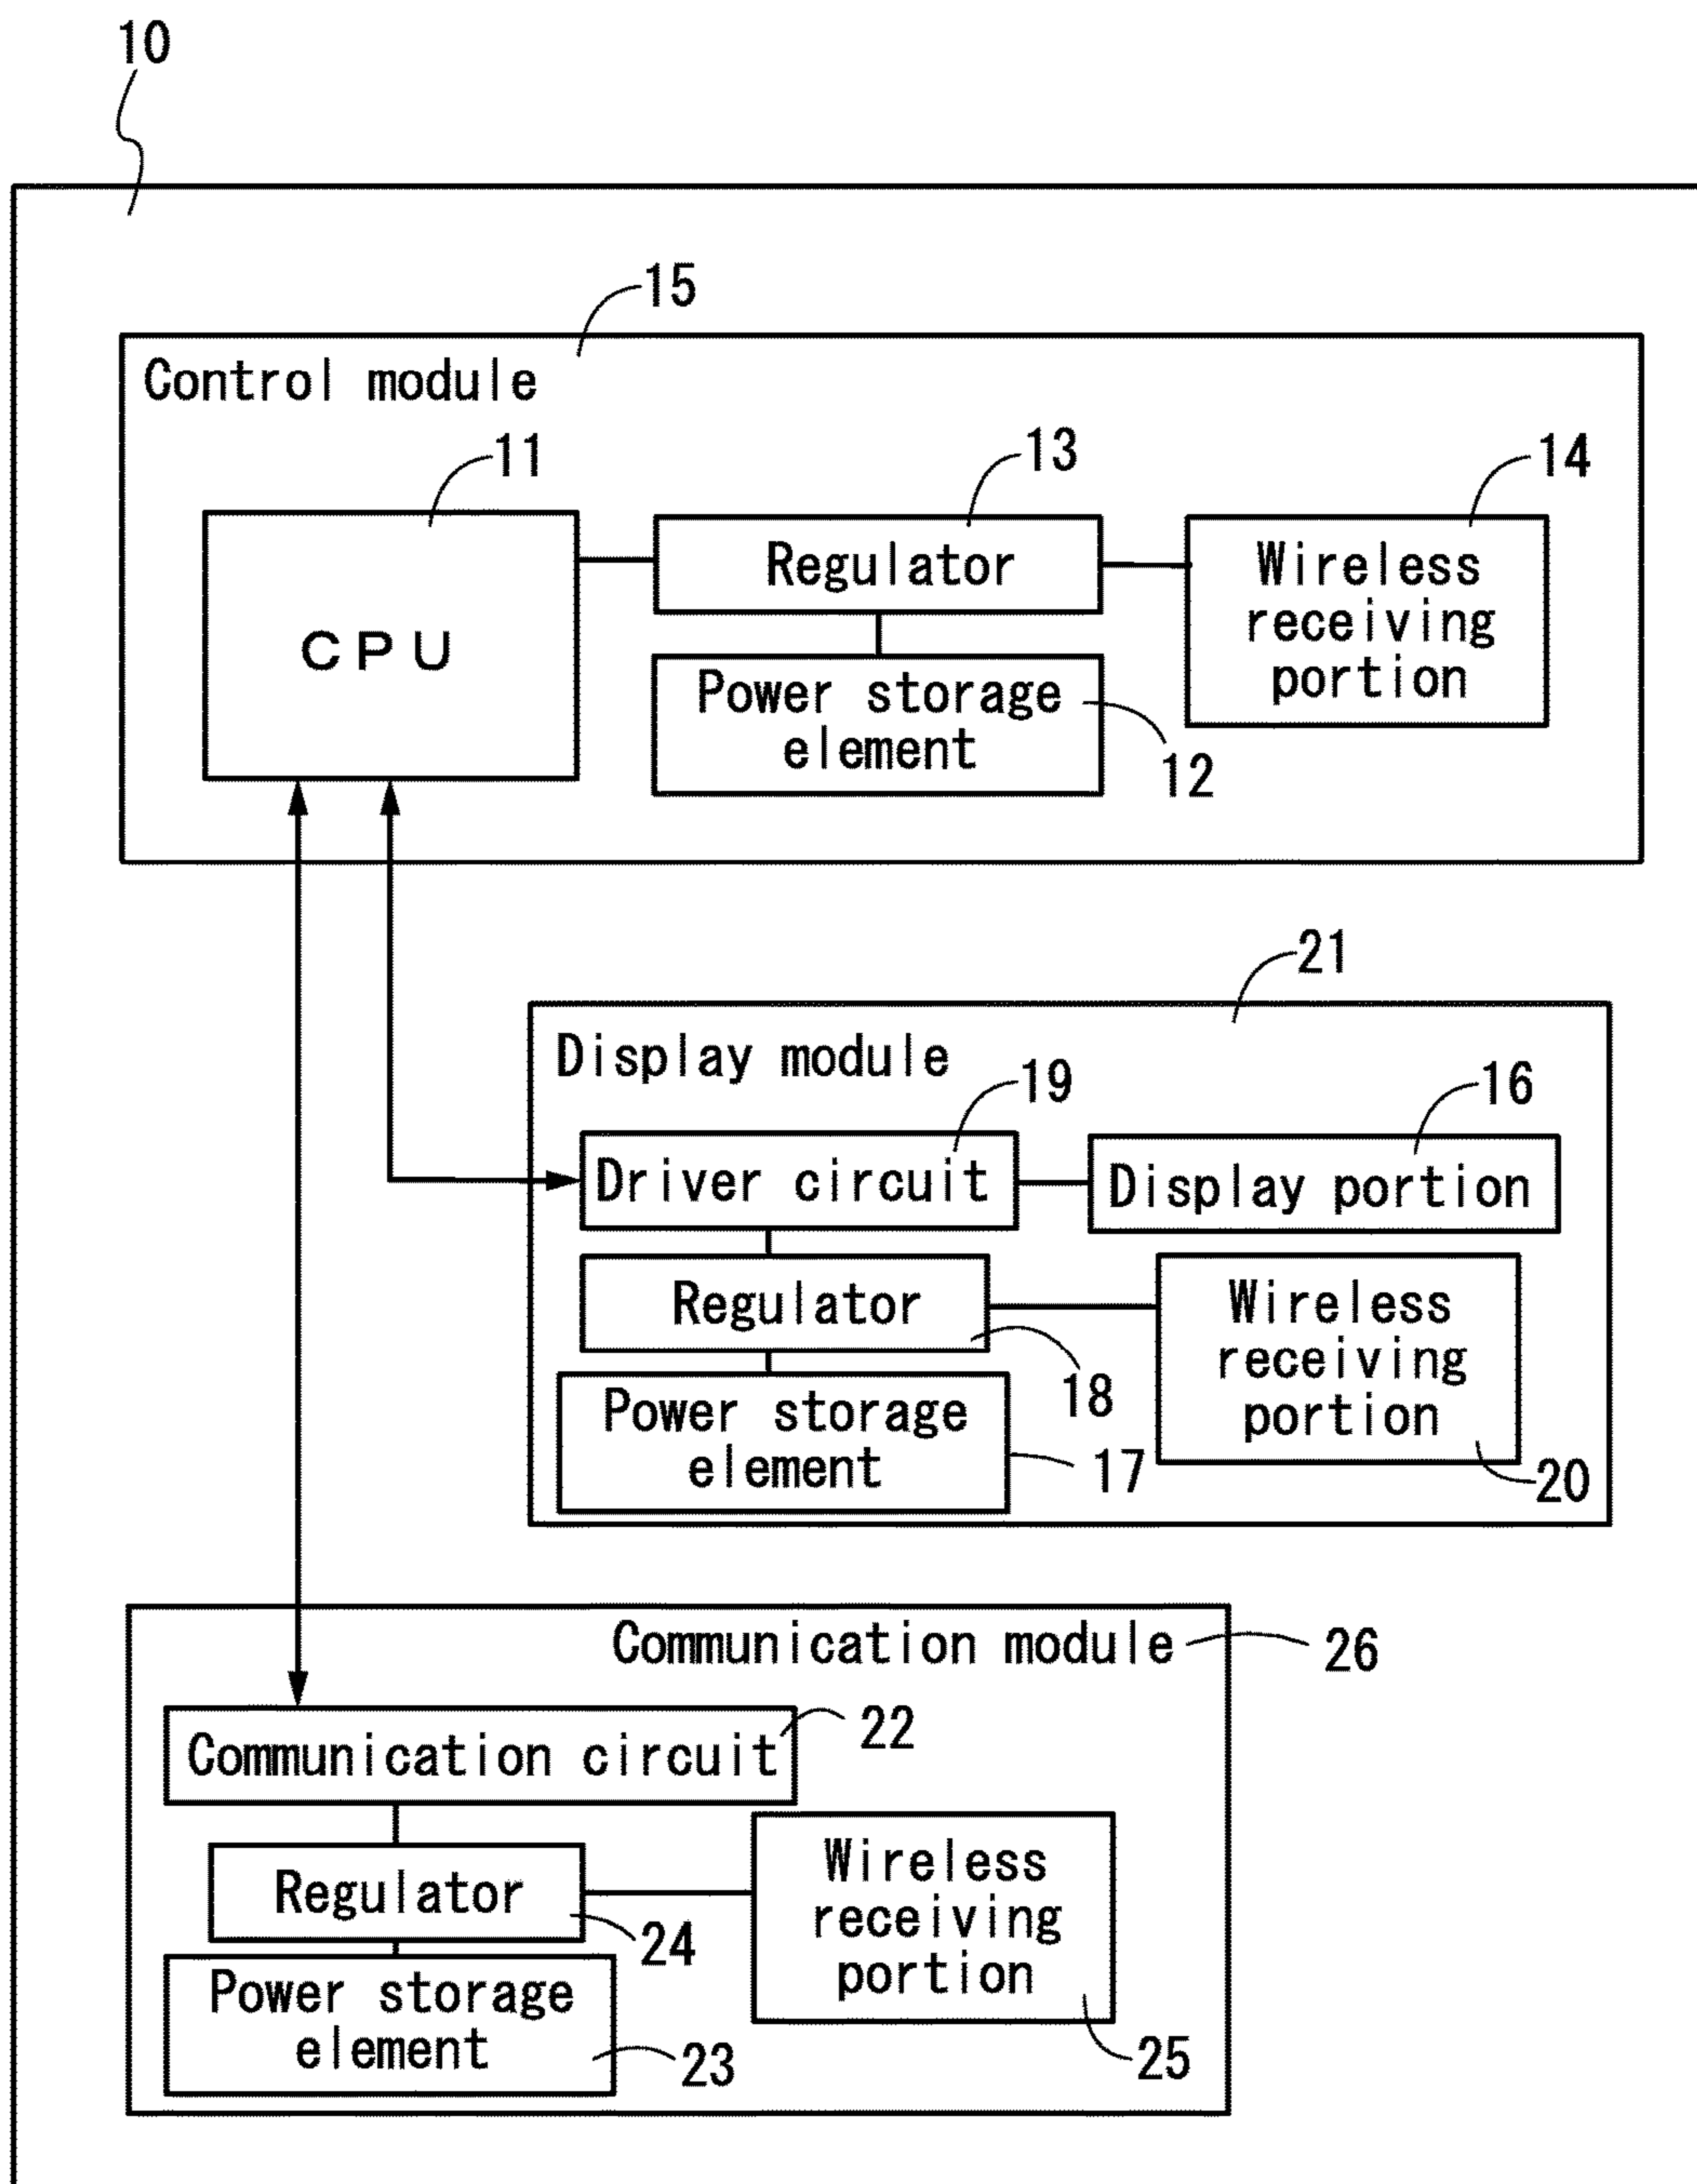 10
15
Control module
11
13
14
CPU
Regulator
Wireless
receiving
portion
Power storage
element
12
21
Display module
19
16
Driver circuit
Display portion
Regulator
18
Wireless
receiving
portion
20
Power storage
element
17
Communication module
26
Communication circuit
22
Regulator
24
Wireless
receiving
portion
25
Power storage
element
23